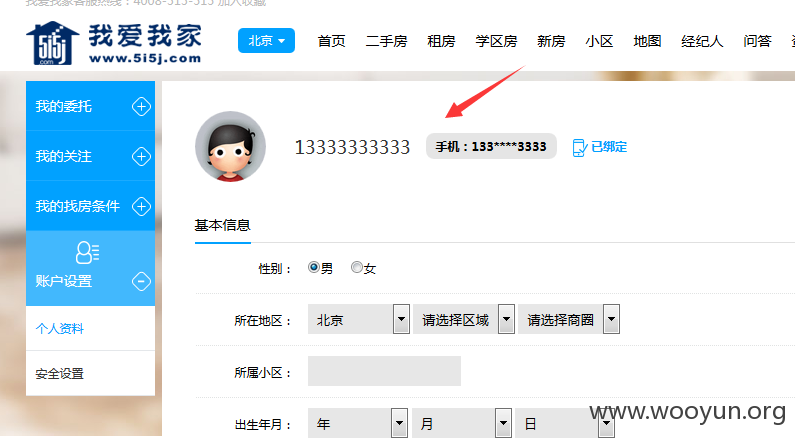 我爱我家客服热线：4008-515-515 加入收藏
我爱我家
5i5j
.com
www.5i5j.com
北京
首页 二手房 租房 学区房 新房 小区 地图 经纪人 问答
我的委托
我的关注
我的找房条件
账户设置
个人资料
安全设置
13333333333 手机：133****3333 已绑定
基本信息
性别： 男 女
所在地区： 北京 请选择区域 请选择商圈
所属小区：
出生年月： 年 月 日
www.wooyun.org